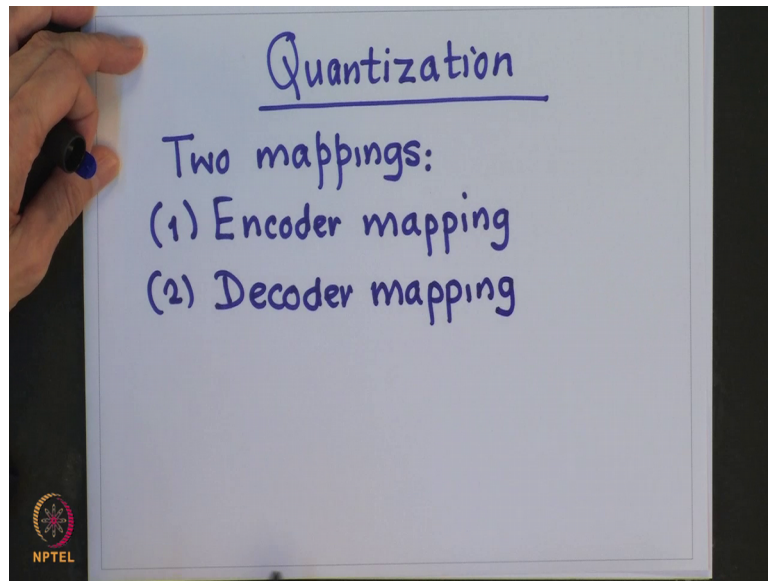 Quantization
Two mappings:
(1) Encoder mapping
(2) Decoder mapping
NPTEL